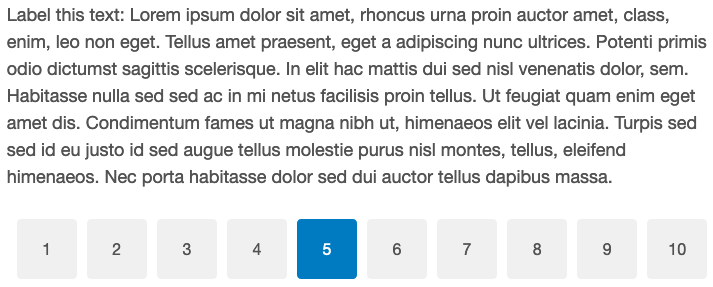 Label this text: Lorem ipsum dolor sit amet, rhoncus urna proin auctor amet, class,
enim, leo non eget. Tellus amet praesent, eget a adipiscing nunc ultrices. Potenti primis
odio dictumst sagittis scelerisque. In elit hac mattis dui sed nisl venenatis dolor, sem.
Habitasse nulla sed sed ac in mi netus facilisis proin tellus. Ut feugiat quam enim eget
amet dis. Condimentum fames ut magna nibh ut, himenaeos elit vel lacinia. Turpis sed
sed id eu justo id sed augue tellus molestie purus nisl montes, tellus, eleifend
himenaeos. Nec porta habitasse dolor sed dui auctor tellus dapibus massa.
1 2 3 4 5 6 7 8 9 10